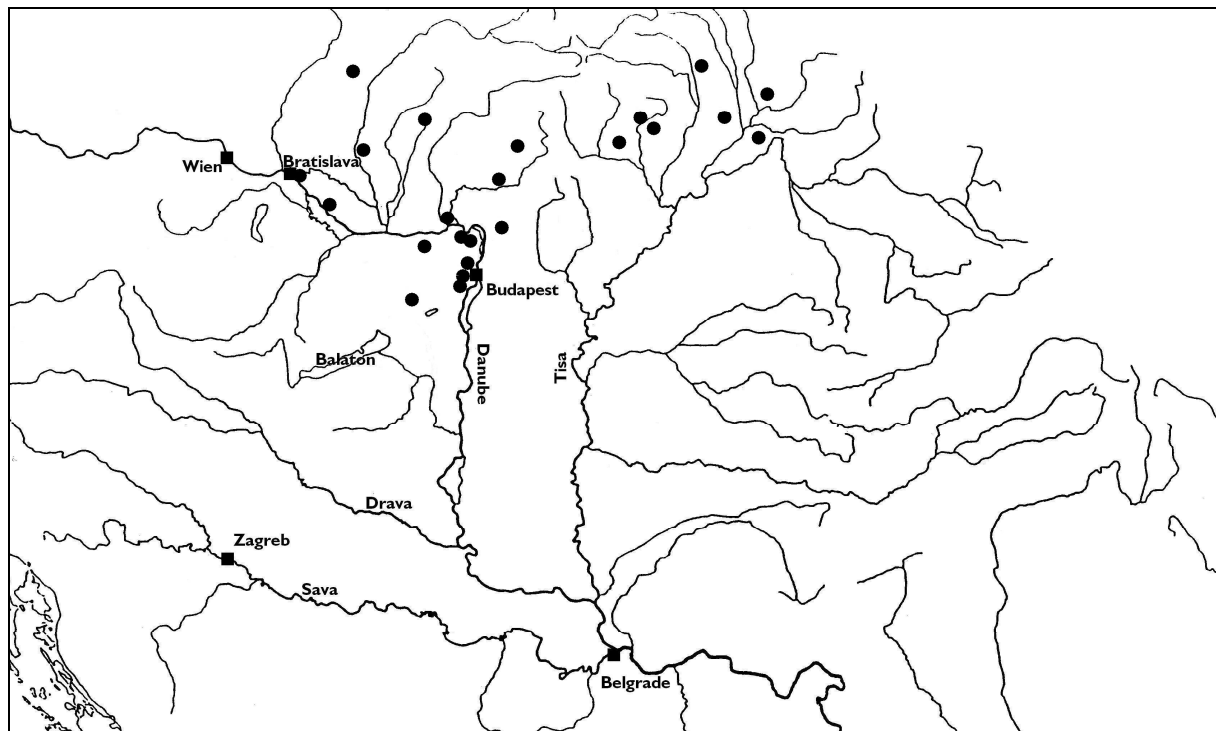 Wien
Bratislava
Budapest
Balaton
Danube
Tisa
Drava
Zagreb
Sava
Belgrade